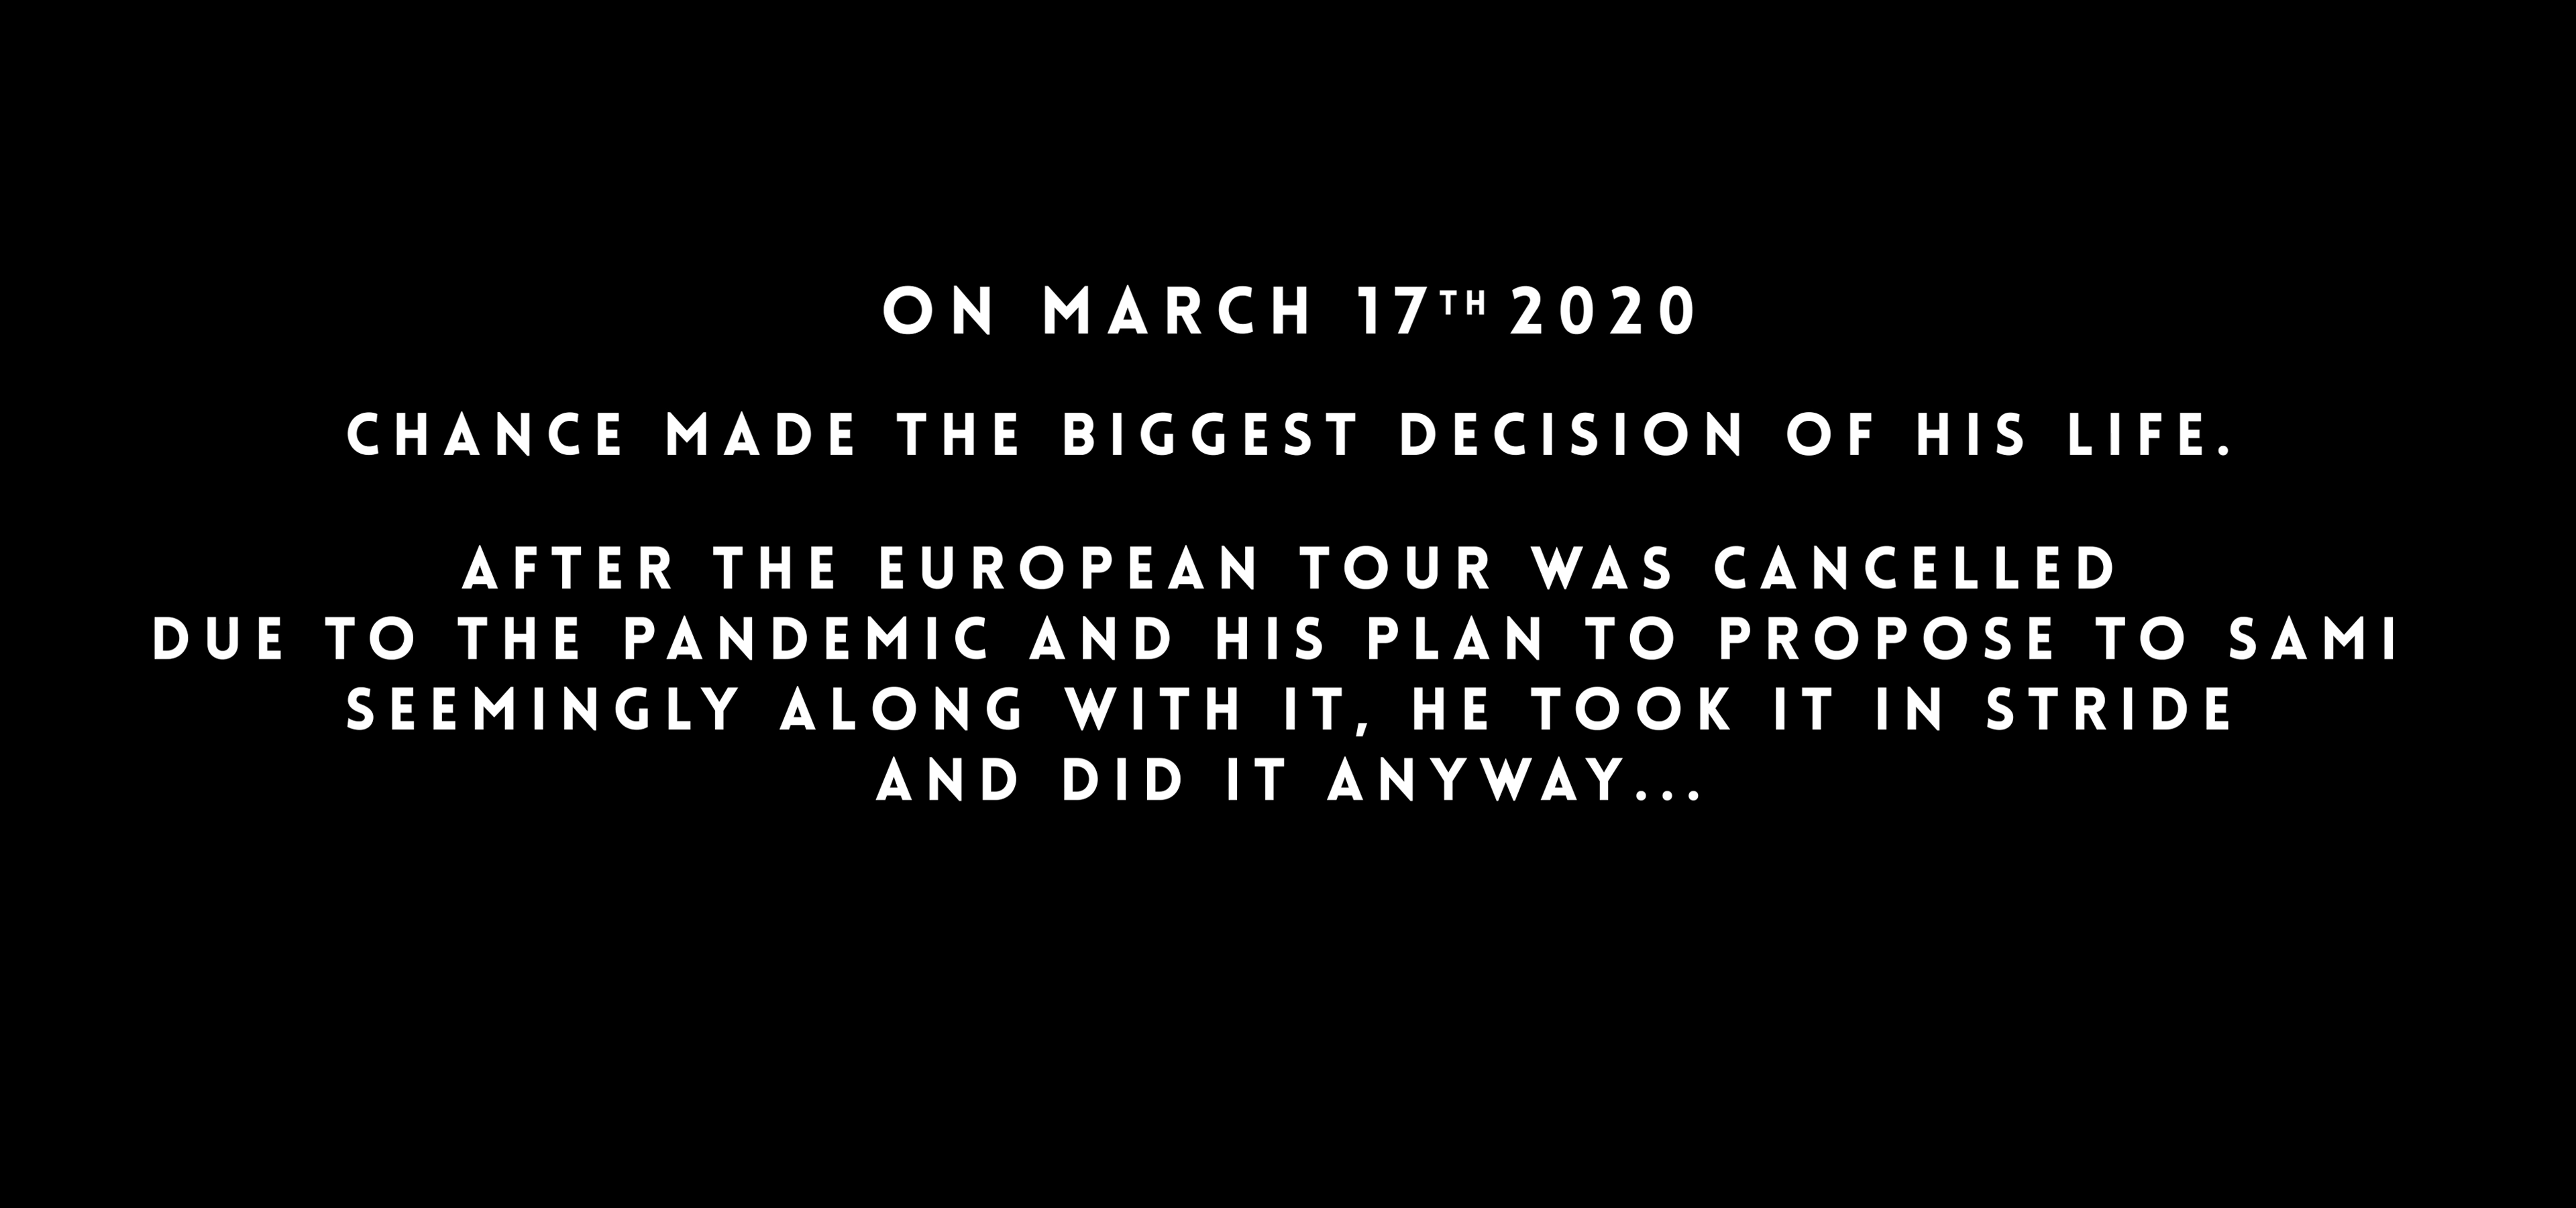 ON MARCH 17TH 2020
CHANCE MADE THE BIGGEST DECISION OF HIS LIFE.
AFTER THE EUROPEAN TOUR WAS CANCELLED
DUE TO THE PANDEMIC AND HIS PLAN TO PROPOSE TO SAMI
SEEMINGLY ALONG WITH IT, HE TOOK IT IN STRIDE
AND DID IT ANYWAY...